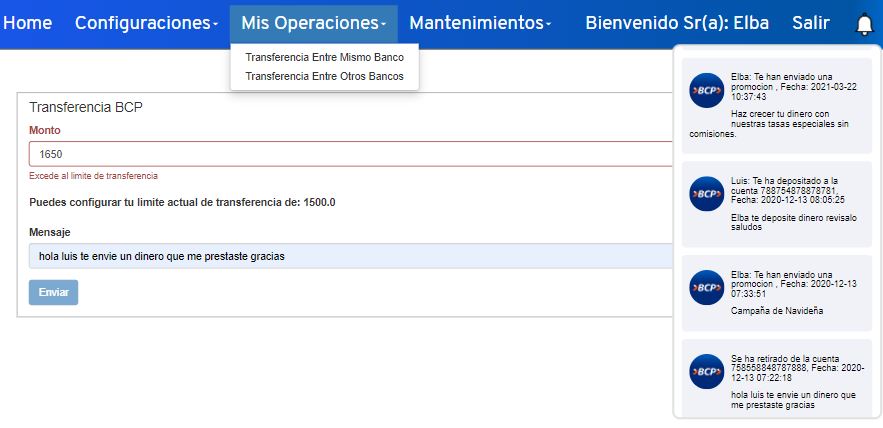 Home Configuraciones Mis Operaciones Mantenimientos Bienvenido Sr(a): Elba Salir
Transferencia Entre Mismo Banco
Transferencia Entre Otros Bancos
Transferencia BCP
Monto
1650
Excede al limite de transferencia
Puedes configurar tu limite actual de transferencia de: 1500.0
Mensaje
hola luis te envie un dinero que me prestaste gracias
Enviar
BCP
Elba: Te han enviado una
promocion , Fecha: 2021-03-22
10:37:43
Haz crecer tu dinero con
nuestras tasas especiales sin
comisiones.
BCP
Luis: Te ha depositado a la
cuenta 788754878878781,
Fecha: 2020-12-13 08:05:25
Elba te deposite dinero revisalo
saludos
BCP
Elba: Te han enviado una
promocion , Fecha: 2020-12-13
07:33:51
Campaña de Navideña
BCP
Se ha retirado de la cuenta
758558848787888, Fecha: 2020-
12-13 07:22:18
hola luis te envie un dinero que
me prestaste gracias